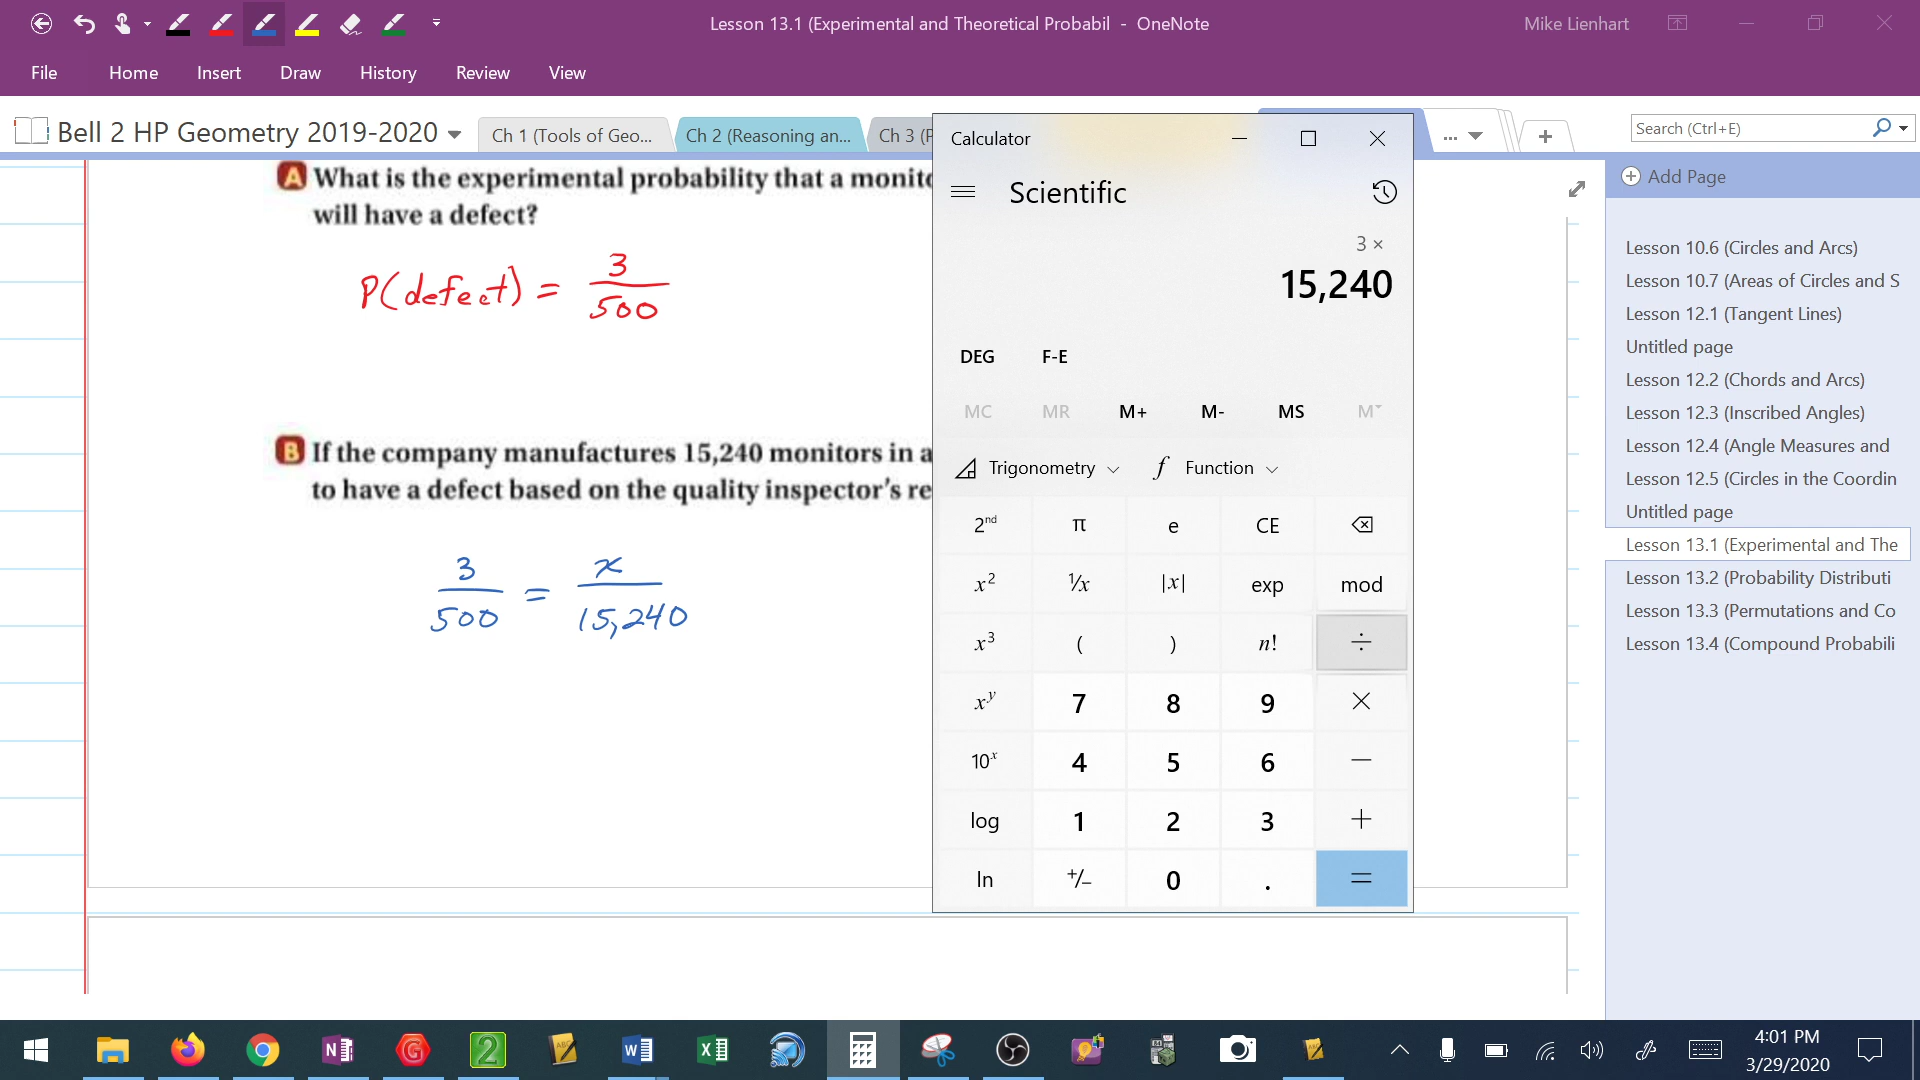 Lesson 13.1 (Experimental and Theoretical Probabil - OneNote
Mike Lienhart
File Home Insert Draw History Review View
Bell 2 HP Geometry 2019-2020
Ch 1 (Tools of Geo...
Ch 2 (Reasoning an...
Ch 3 (P
...
+
Search (Ctrl+E)
A What is the experimental probability that a monito
will have a defect?
P(defect) = 3/500
B If the company manufactures 15,240 monitors in a
to have a defect based on the quality inspector's re
3/500 = x/15,240
Calculator
Scientific
3 ×
15,240
DEG F-E
MC MR M+ M- MS M˅
Trigonometry f Function
2ⁿᵈ π e CE
x² ¹/x |x| exp mod
x³ ( ) n! ÷
xʸ 7 8 9 ×
10ˣ 4 5 6 −
log 1 2 3 +
ln +/− 0 . =
Add Page
Lesson 10.6 (Circles and Arcs)
Lesson 10.7 (Areas of Circles and S
Lesson 12.1 (Tangent Lines)
Untitled page
Lesson 12.2 (Chords and Arcs)
Lesson 12.3 (Inscribed Angles)
Lesson 12.4 (Angle Measures and
Lesson 12.5 (Circles in the Coordin
Untitled page
Lesson 13.1 (Experimental and The
Lesson 13.2 (Probability Distributi
Lesson 13.3 (Permutations and Co
Lesson 13.4 (Compound Probabili
4:01 PM
3/29/2020